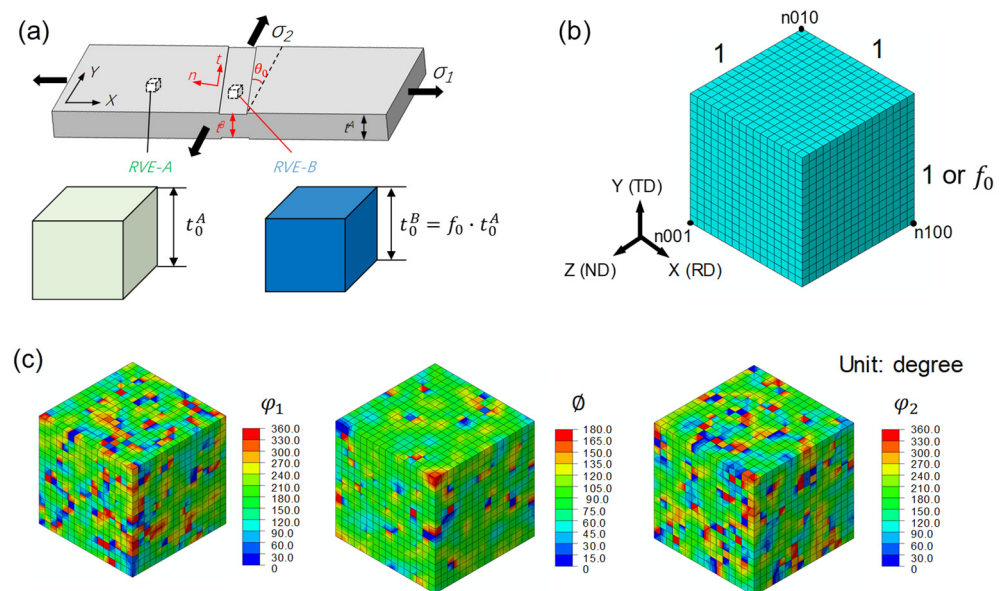 (a)
σ₂
θ₀
σ₁
Y
X
n
t
tᴮ
tᴬ
RVE-A
RVE-B
t₀ᴬ
t₀ᴮ = f₀ · t₀ᴬ
(b)
n010
1
1
1 or f₀
Y (TD)
n001
n100
Z (ND)
X (RD)
(c)
Unit: degree
φ₁
360.0
330.0
300.0
270.0
240.0
210.0
180.0
150.0
120.0
90.0
60.0
30.0
0
Ø
180.0
165.0
150.0
135.0
120.0
105.0
90.0
75.0
60.0
45.0
30.0
15.0
0
φ₂
360.0
330.0
300.0
270.0
240.0
210.0
180.0
150.0
120.0
90.0
60.0
30.0
0